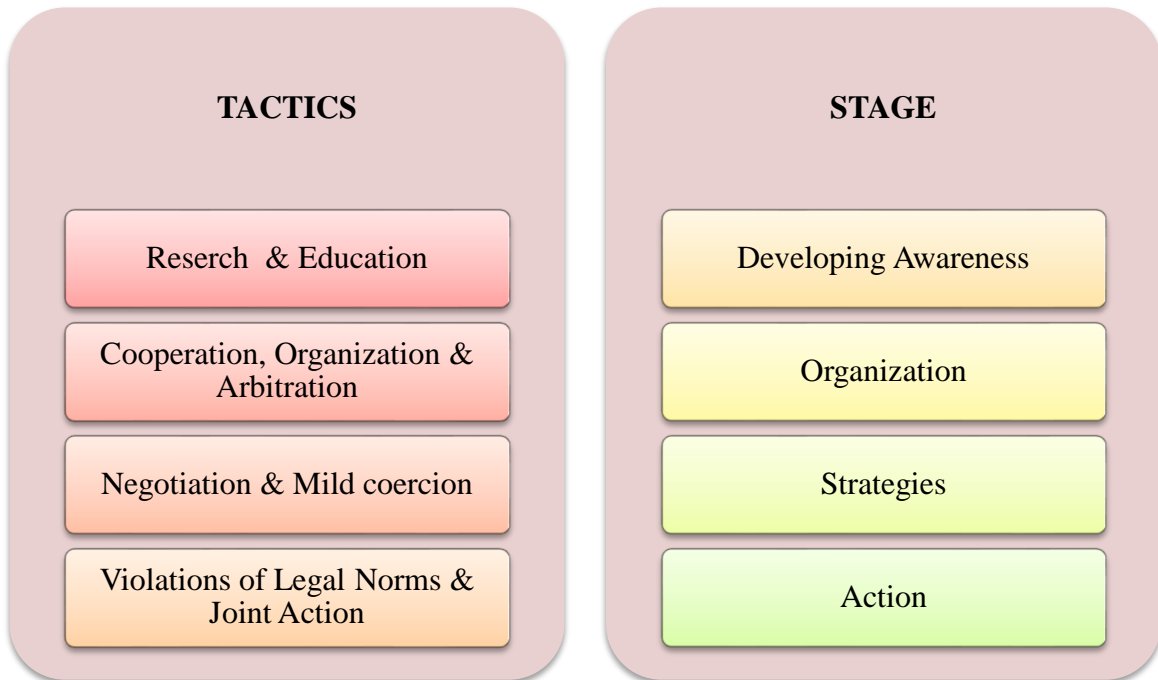 TACTICS
Reserch & Education
Cooperation, Organization &
Arbitration
Negotiation & Mild coercion
Violations of Legal Norms &
Joint Action
STAGE
Developing Awareness
Organization
Strategies
Action